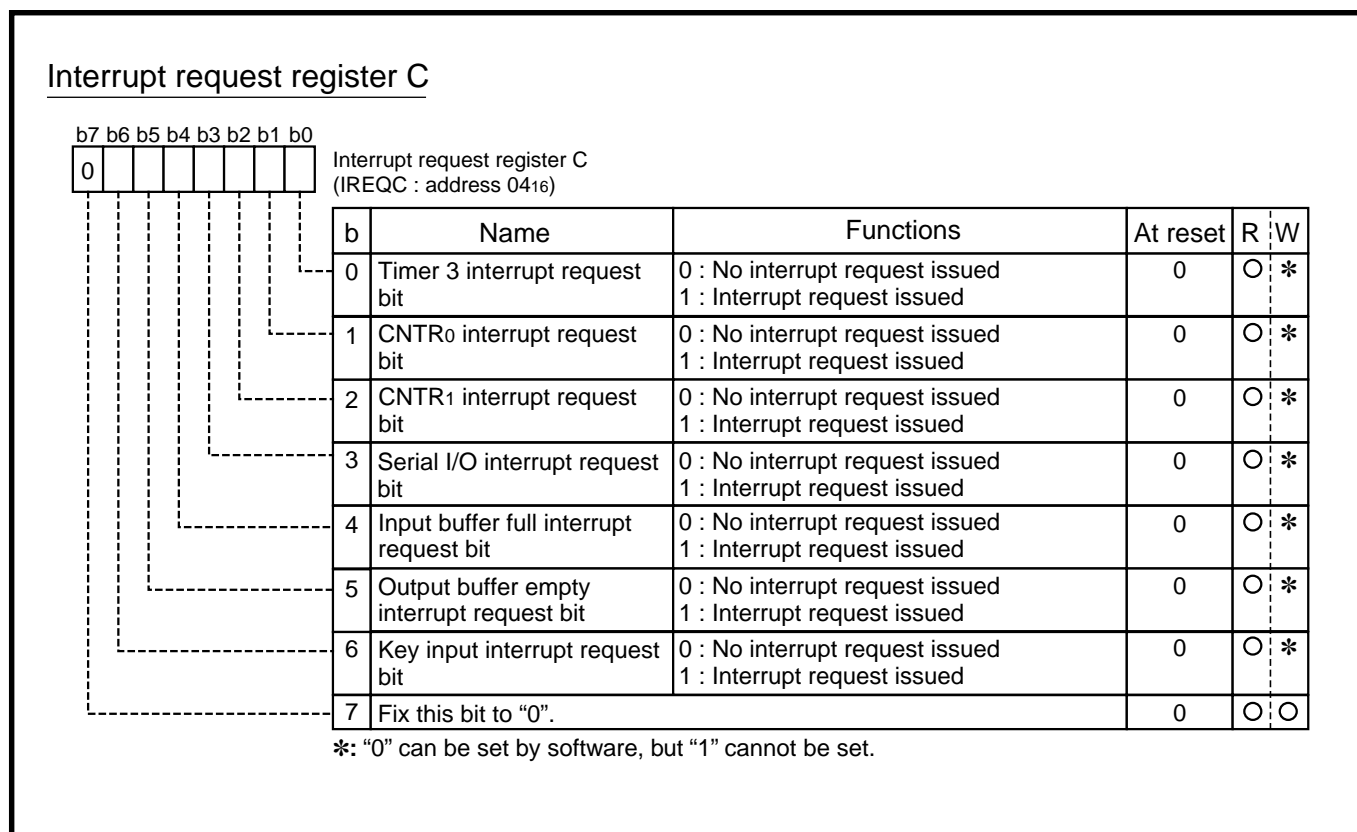 Interrupt request register C
b7 b6 b5 b4 b3 b2 b1 b0
0
Interrupt request register C
(IREQC : address 0416)
b Name Functions At reset R W
0 Timer 3 interrupt request bit 0 : No interrupt request issued 0 ○ ✻
1 : Interrupt request issued
1 CNTR0 interrupt request bit 0 : No interrupt request issued 0 ○ ✻
1 : Interrupt request issued
2 CNTR1 interrupt request bit 0 : No interrupt request issued 0 ○ ✻
1 : Interrupt request issued
3 Serial I/O interrupt request bit 0 : No interrupt request issued 0 ○ ✻
1 : Interrupt request issued
4 Input buffer full interrupt request bit 0 : No interrupt request issued 0 ○ ✻
1 : Interrupt request issued
5 Output buffer empty interrupt request bit 0 : No interrupt request issued 0 ○ ✻
1 : Interrupt request issued
6 Key input interrupt request bit 0 : No interrupt request issued 0 ○ ✻
1 : Interrupt request issued
7 Fix this bit to “0”. 0 ○ ○
✻: “0” can be set by software, but “1” cannot be set.